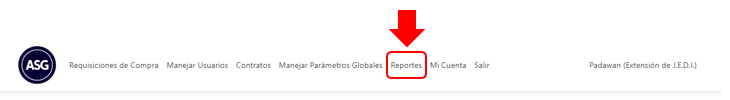 ASG Requisiciones de Compra Manejar Usuarios Contratos Manejar Parámetros Globales Reportes Mi Cuenta Salir Padawan (Extensión de J.E.D.I.)